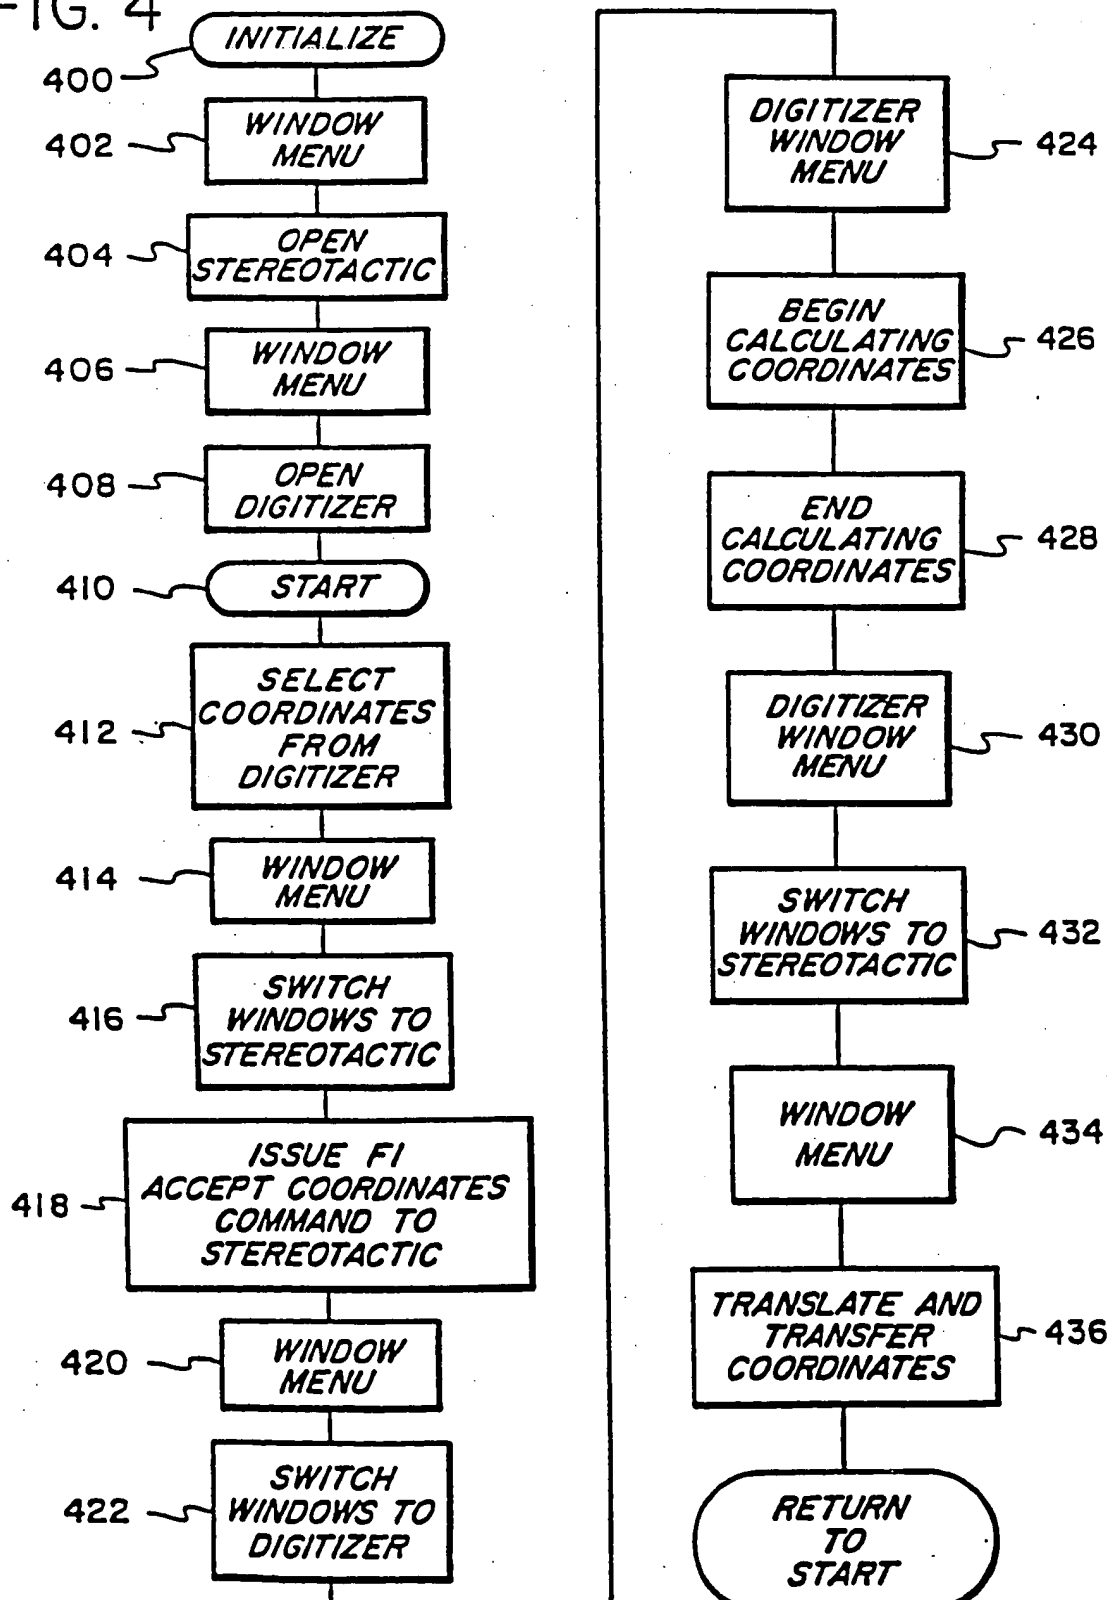 FIG. 4
INITIALIZE
400
WINDOW
MENU
402
OPEN
STEREOTACTIC
404
WINDOW
MENU
406
OPEN
DIGITIZER
408
START
410
SELECT
COORDINATES
FROM
DIGITIZER
412
WINDOW
MENU
414
SWITCH
WINDOWS TO
STEREOTACTIC
416
ISSUE F1
ACCEPT COORDINATES
COMMAND TO
STEREOTACTIC
418
WINDOW
MENU
420
SWITCH
WINDOWS TO
DIGITIZER
422
DIGITIZER
WINDOW
MENU
424
BEGIN
CALCULATING
COORDINATES
426
END
CALCULATING
COORDINATES
428
DIGITIZER
WINDOW
MENU
430
SWITCH
WINDOWS TO
STEREOTACTIC
432
WINDOW
MENU
434
TRANSLATE AND
TRANSFER
COORDINATES
436
RETURN
TO
START